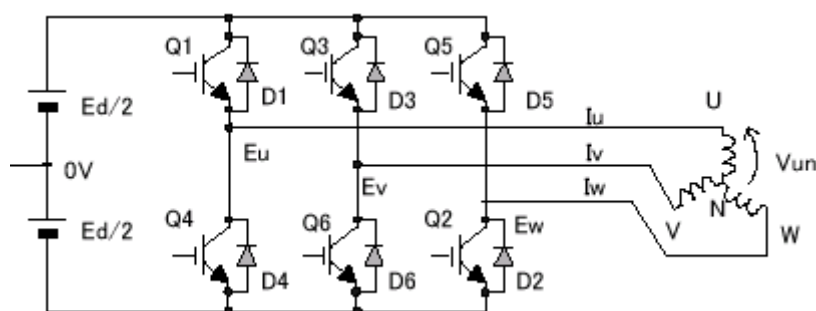 Q1 Q3 Q5
Ed/2 D1 D3 D5 U
Iu
Eu Iv Vun
0V Ev Iw N
Q4 Q6 Q2 Ew V W
Ed/2 D4 D6 D2